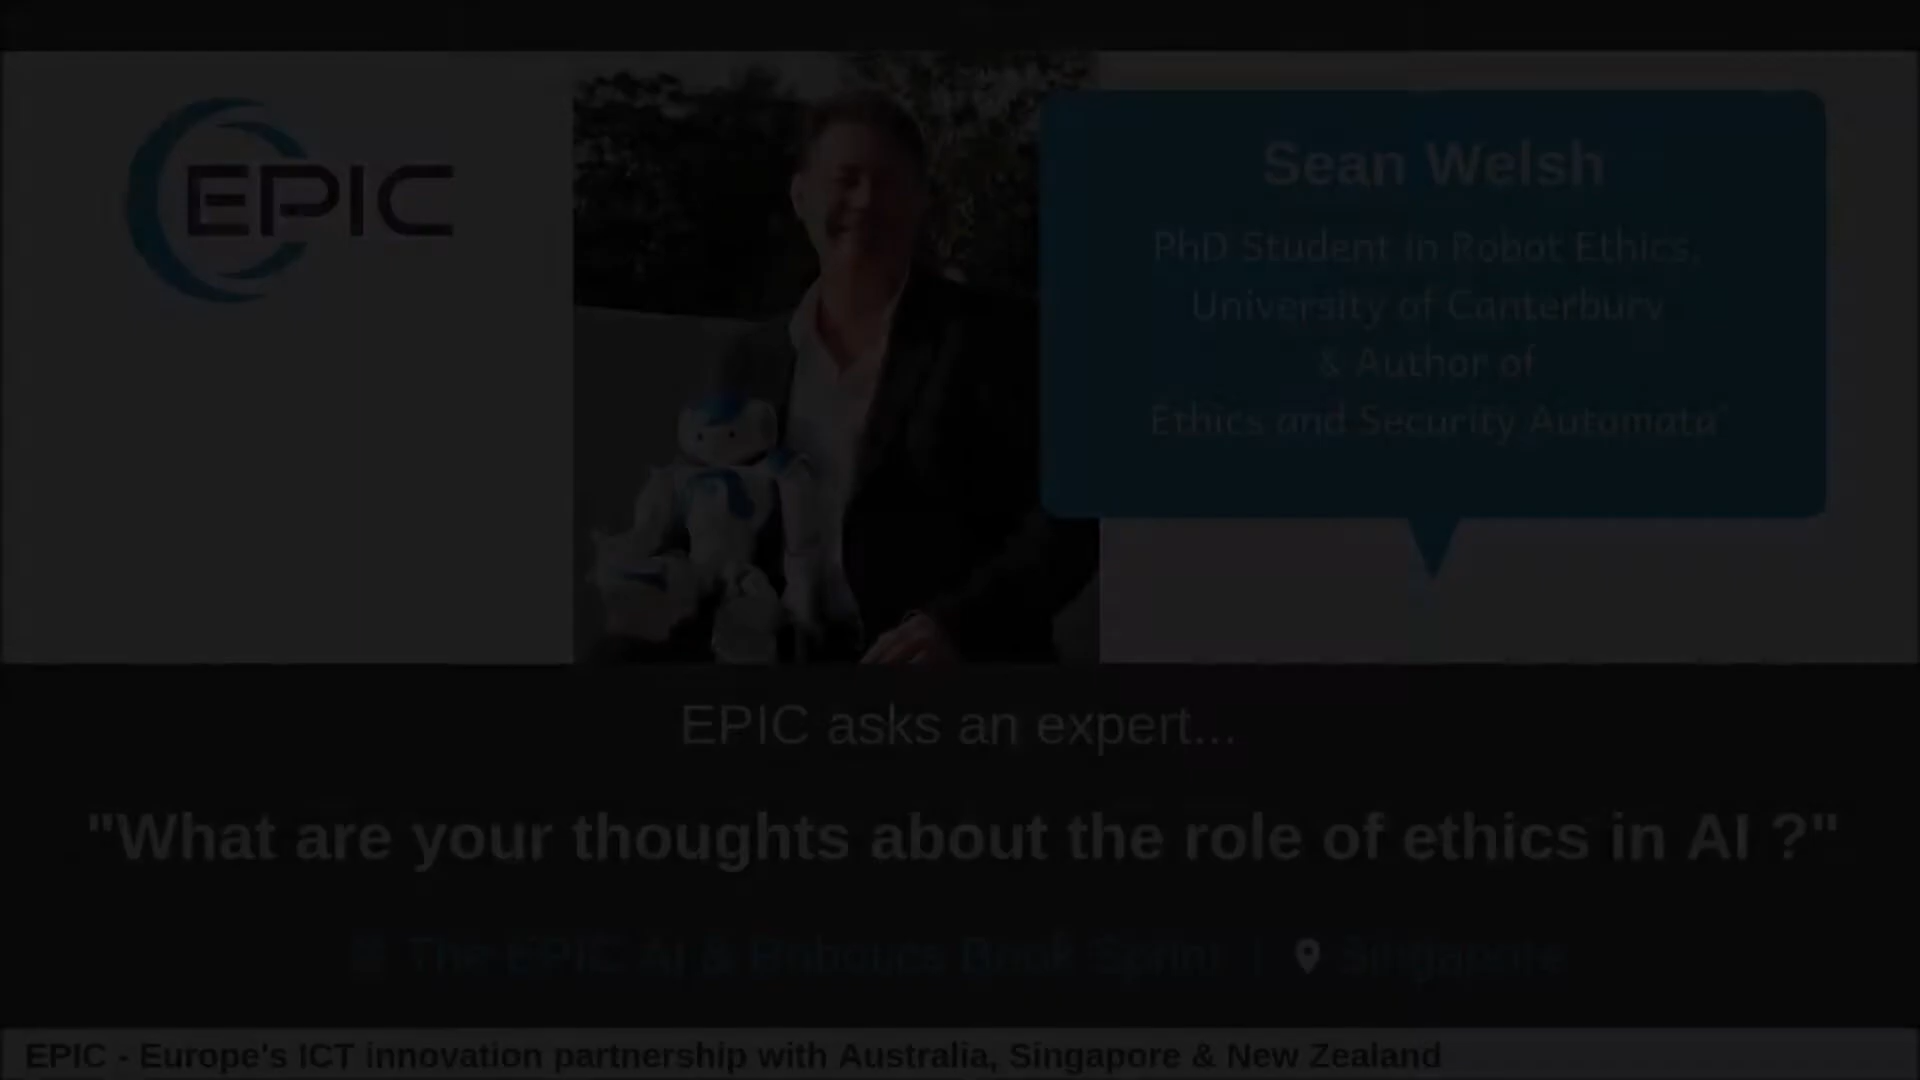 EPIC
Sean Welsh
PhD Student in Robot Ethics,
University of Canterbury
& Author of
Ethics and Security Automata'
EPIC asks an expert...
"What are your thoughts about the role of ethics in AI ?"
The EPIC AI & Robotics Book Sprint | Singapore
EPIC - Europe's ICT innovation partnership with Australia, Singapore & New Zealand